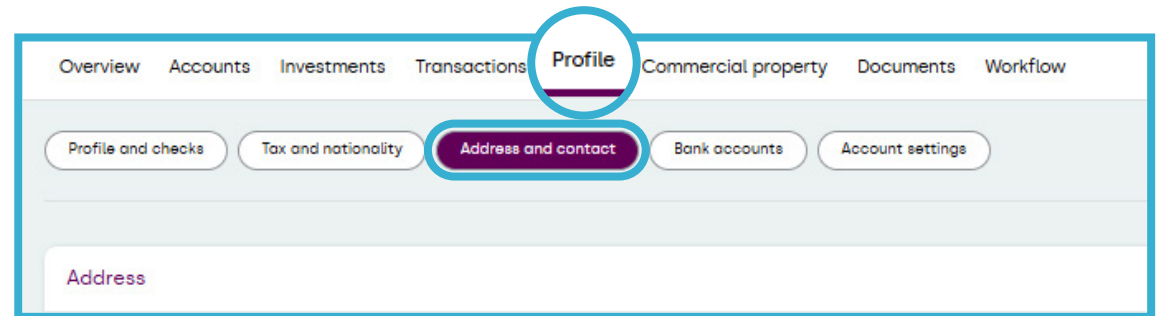 Overview Accounts Investments Transactions Profile Commercial property Documents Workflow
Profile and checks Tax and nationality Address and contact Bank accounts Account settings
Address